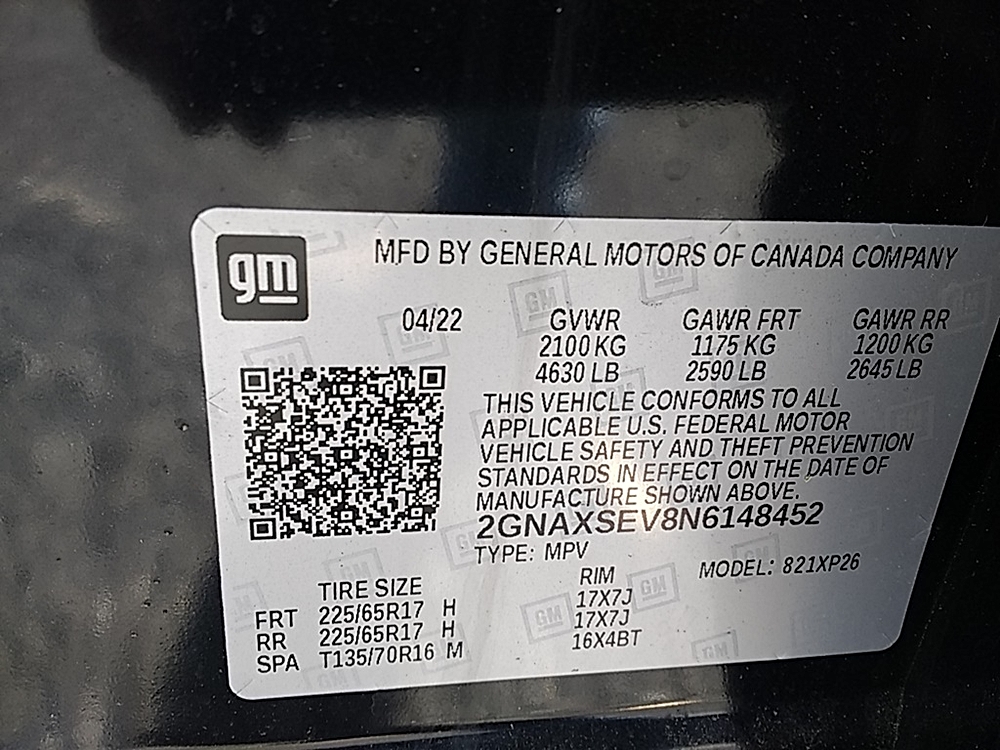 gm
MFD BY GENERAL MOTORS OF CANADA COMPANY
04/22 GVWR GAWR FRT GAWR RR
2100 KG 1175 KG 1200 KG
4630 LB 2590 LB 2645 LB
THIS VEHICLE CONFORMS TO ALL
APPLICABLE U.S. FEDERAL MOTOR
VEHICLE SAFETY AND THEFT PREVENTION
STANDARDS IN EFFECT ON THE DATE OF
MANUFACTURE SHOWN ABOVE.
2GNAXSEV8N6148452
TYPE: MPV MODEL: 821XP26
TIRE SIZE RIM
FRT 225/65R17 H 17X7J
RR 225/65R17 H 17X7J
SPA T135/70R16 M 16X4BT